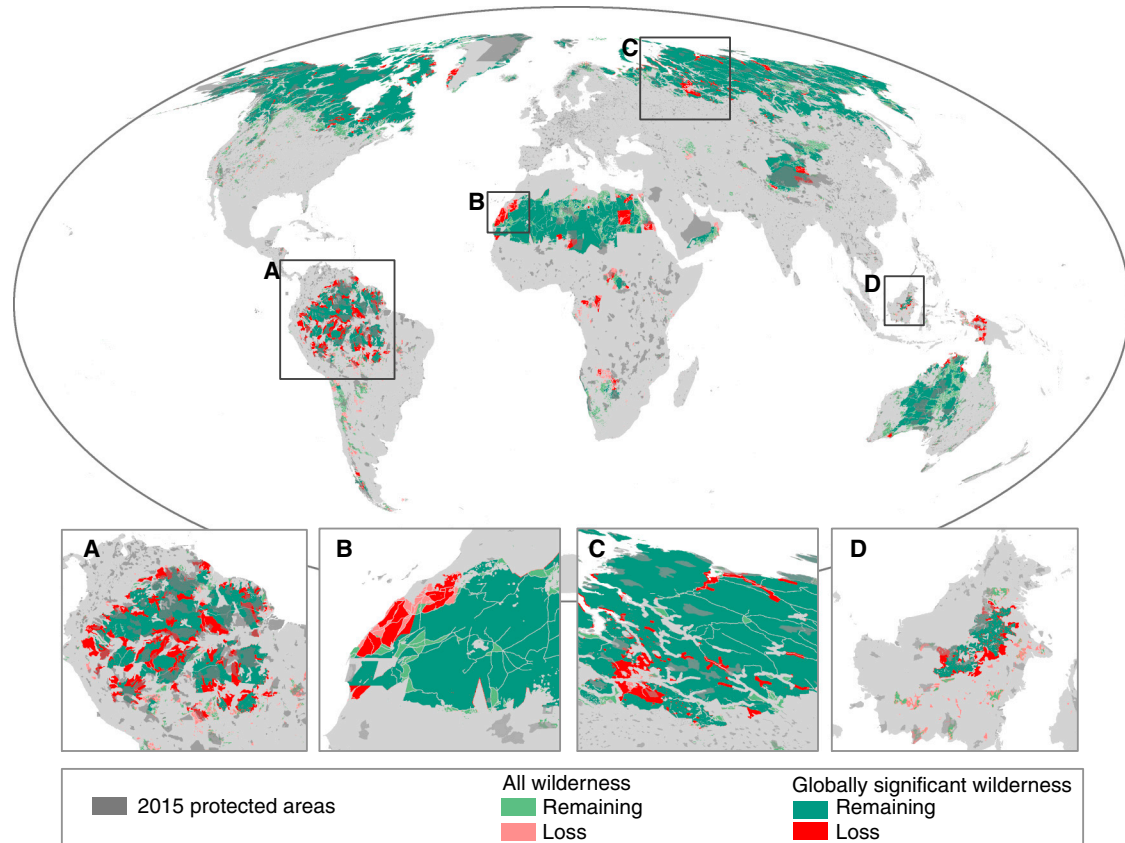 C
B
A
D
A
B
C
D
2015 protected areas
All wilderness
Remaining
Loss
Globally significant wilderness
Remaining
Loss